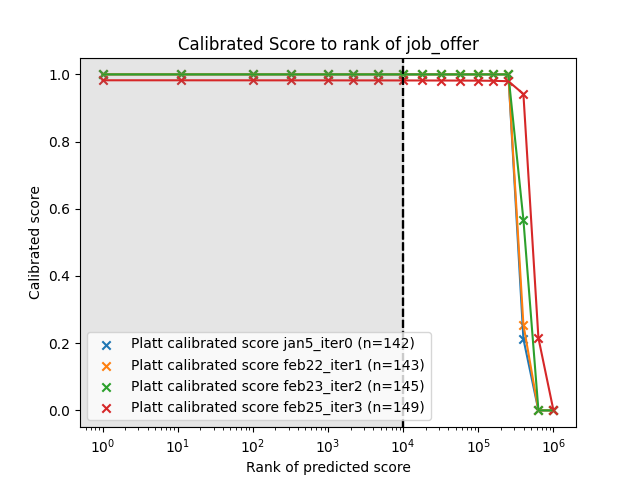 Calibrated Score to rank of job_offer
Calibrated score
1.0
0.8
0.6
0.4
0.2
0.0
Platt calibrated score jan5_iter0 (n=142)
Platt calibrated score feb22_iter1 (n=143)
Platt calibrated score feb23_iter2 (n=145)
Platt calibrated score feb25_iter3 (n=149)
10⁰ 10¹ 10² 10³ 10⁴ 10⁵ 10⁶
Rank of predicted score